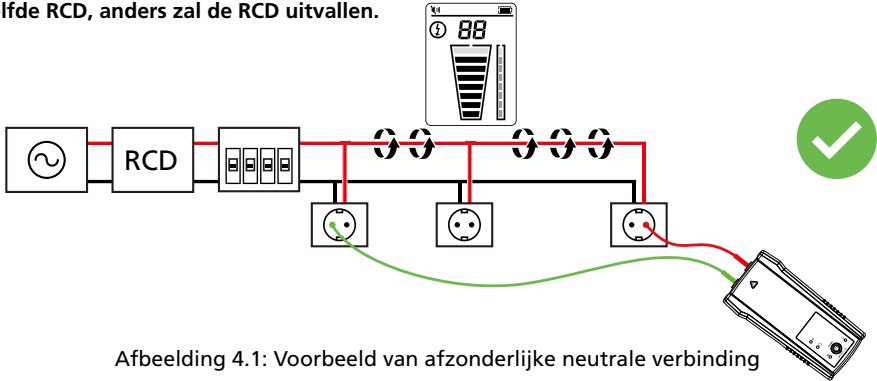 lfde RCD, anders zal de RCD uitvallen.
88
RCD
Afbeelding 4.1: Voorbeeld van afzonderlijke neutrale verbinding